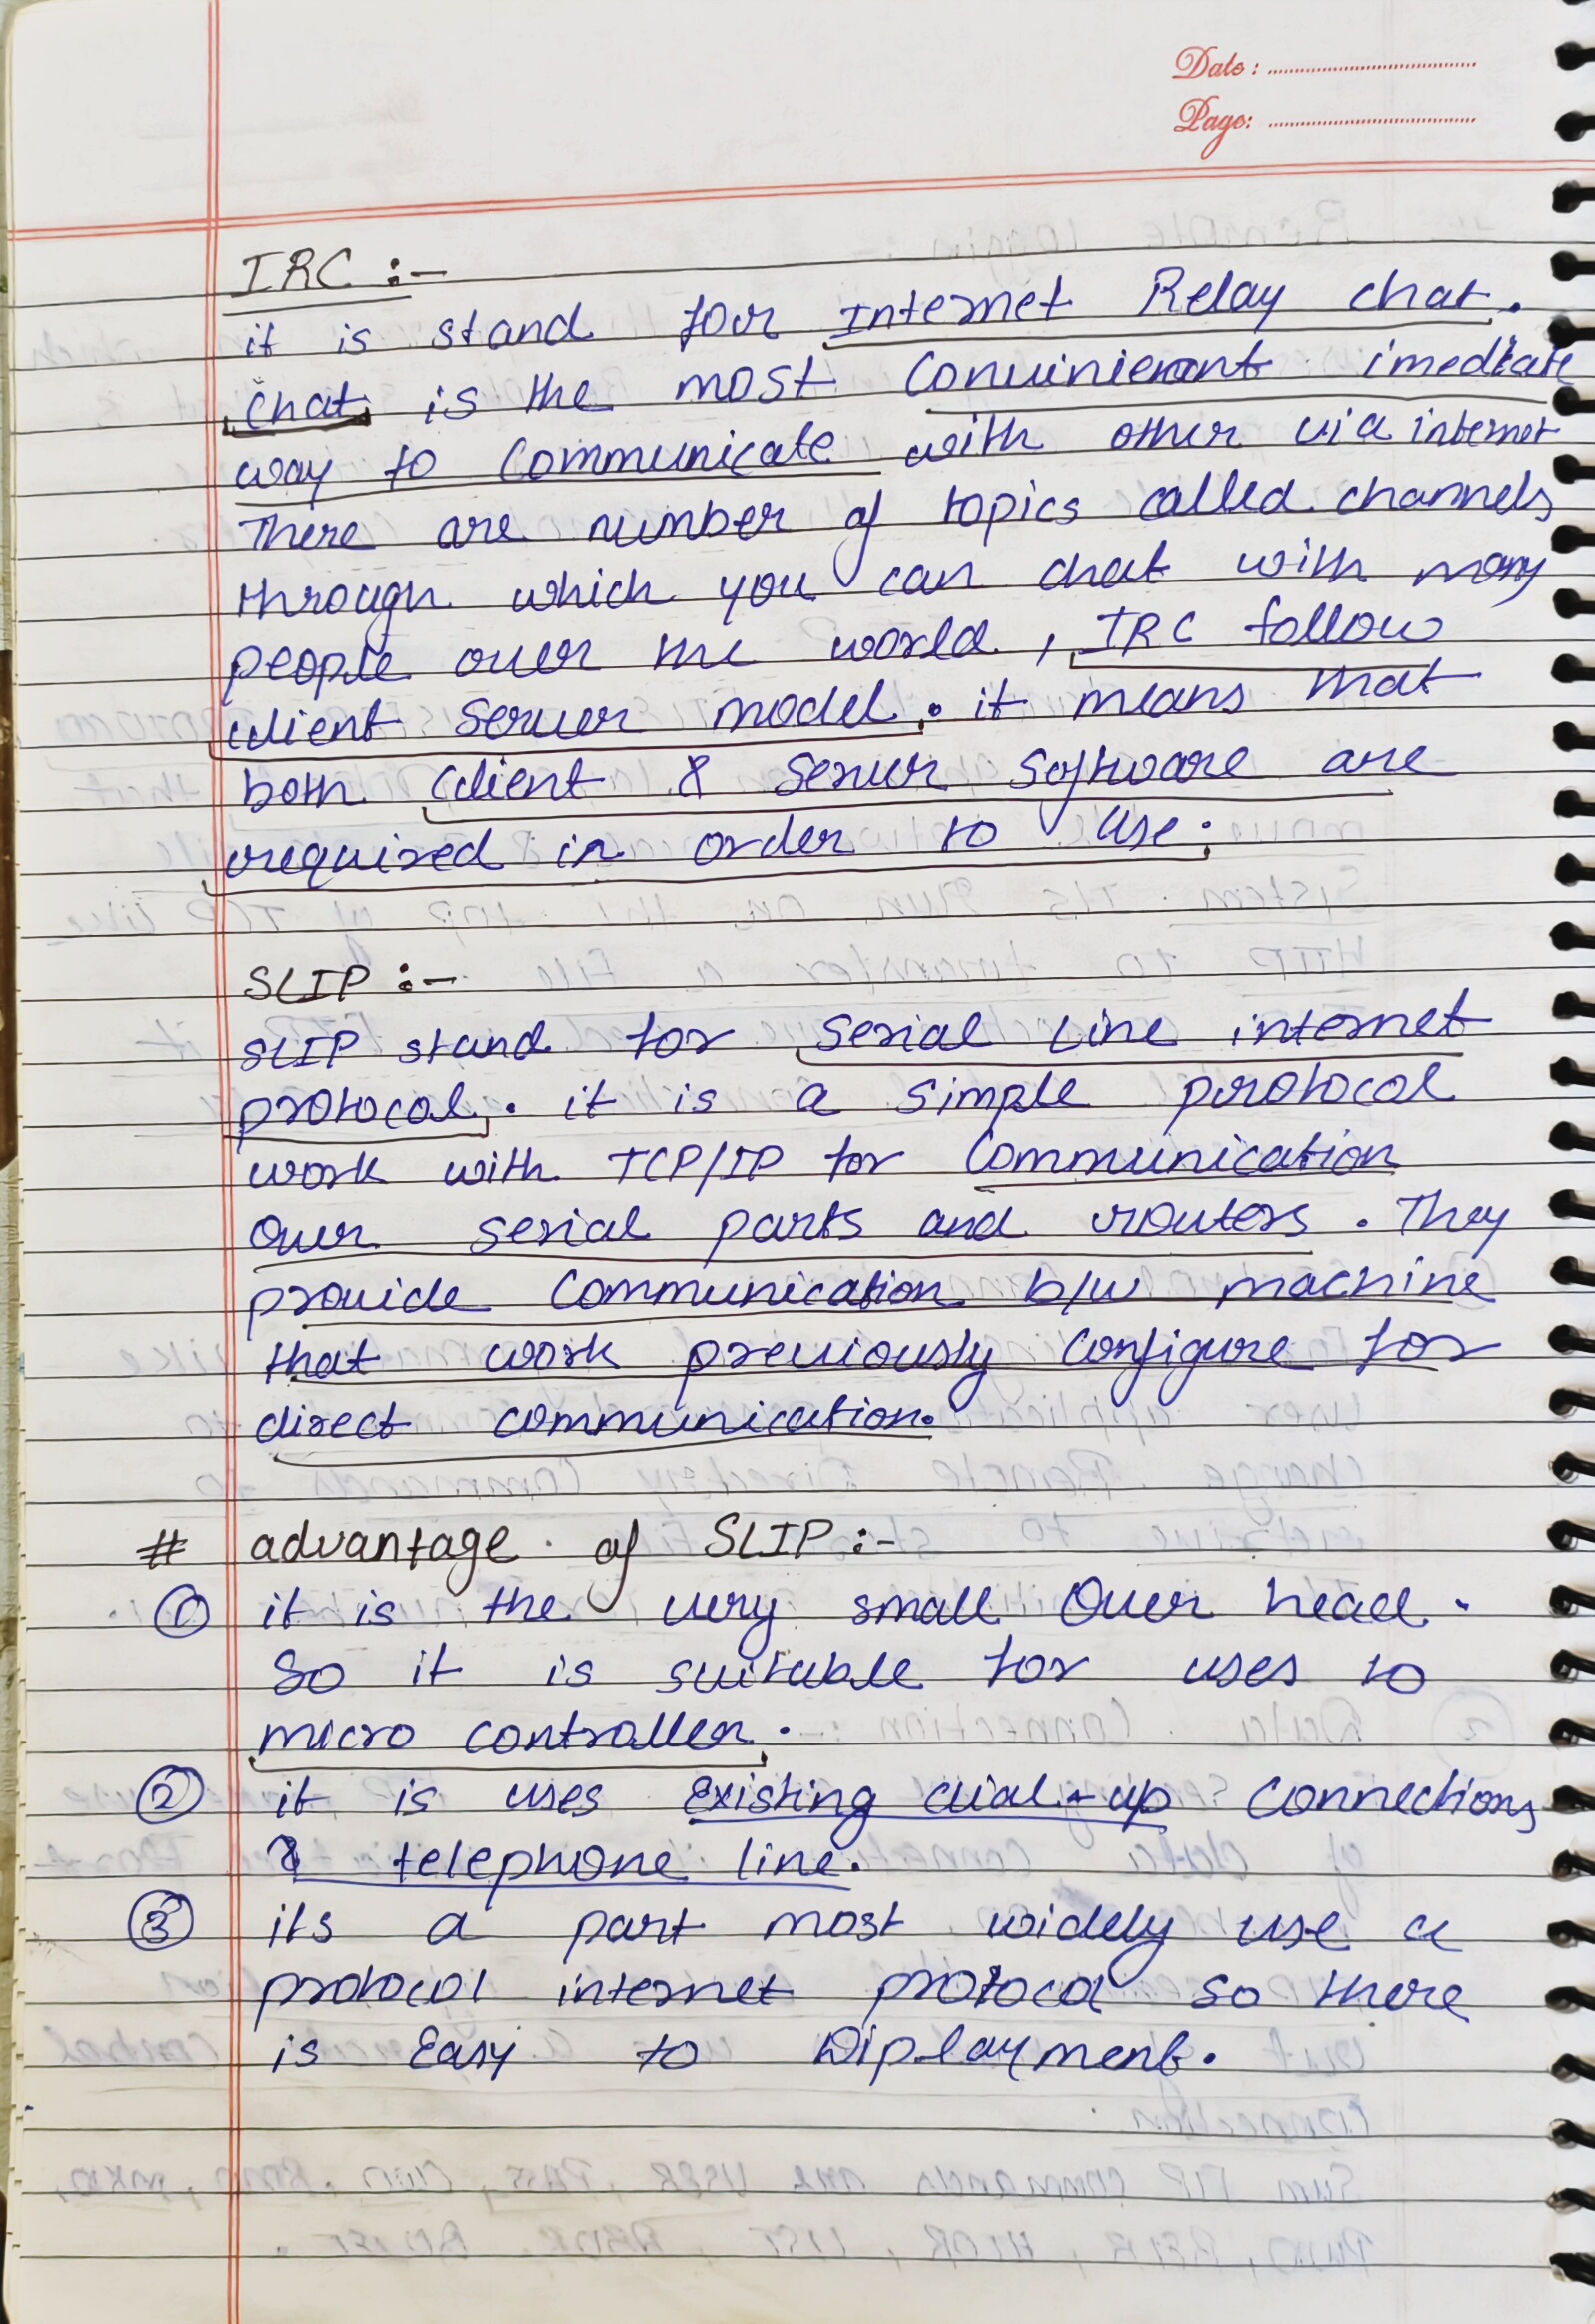 Date :
Page:
IRC :-
it is stand for Internet Relay chat.
Chat is the most Convinienant imediate
way to Communicate with other via internet
There are number of topics called channels
through which you can chat with many
people over the world, IRC follow
client Server model. it means that
both Client & Server Software are
required in order to use.
SLIP :-
SLIP stand for Serial Line internet
protocol. it is a simple protocol
work with TCP/IP for Communication
Over serial parts and routers. They
provide Communication b/w machine
that work previously Configure for
direct communication.
# advantage of SLIP :-
① it is the very small Over head.
So it is suitable for uses to
micro controller.
② it is uses Existing dial-up Connections
& telephone line.
③ its a part most widely use a
protocol internet protocol so there
is Easy to Diplayment.